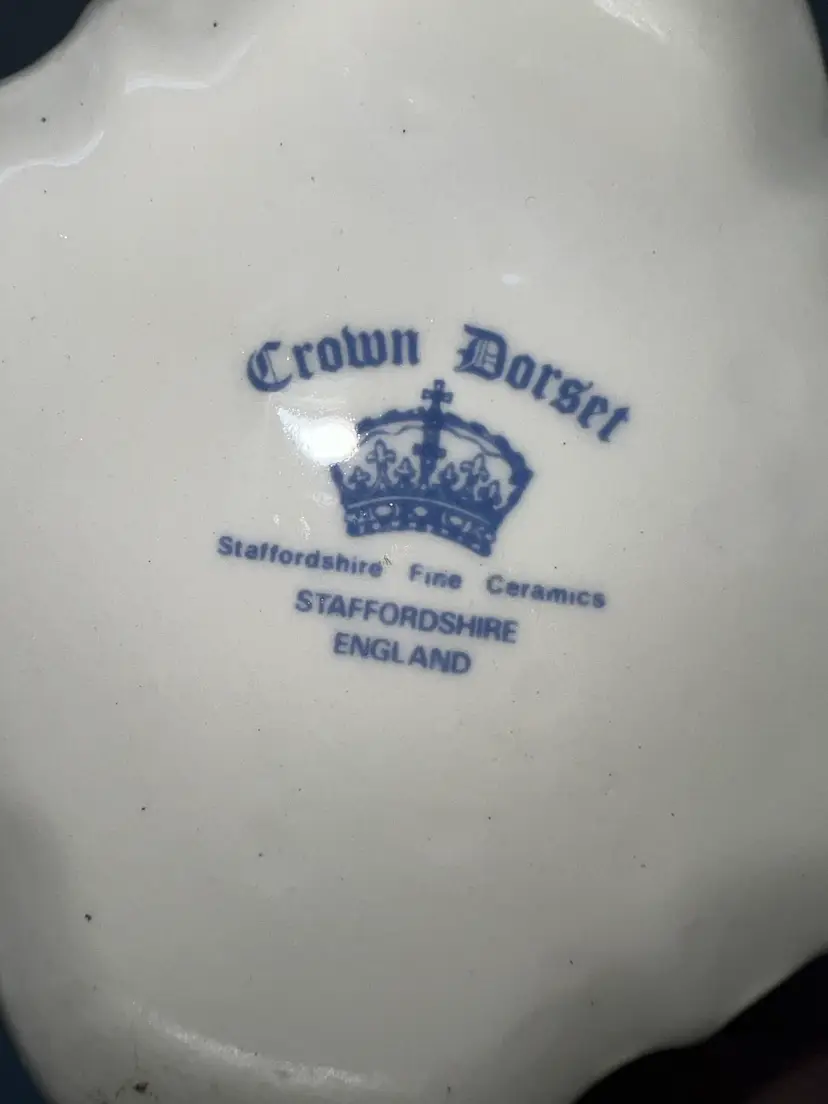 Crown Dorset
Staffordshire Fine Ceramics
STAFFORDSHIRE
ENGLAND